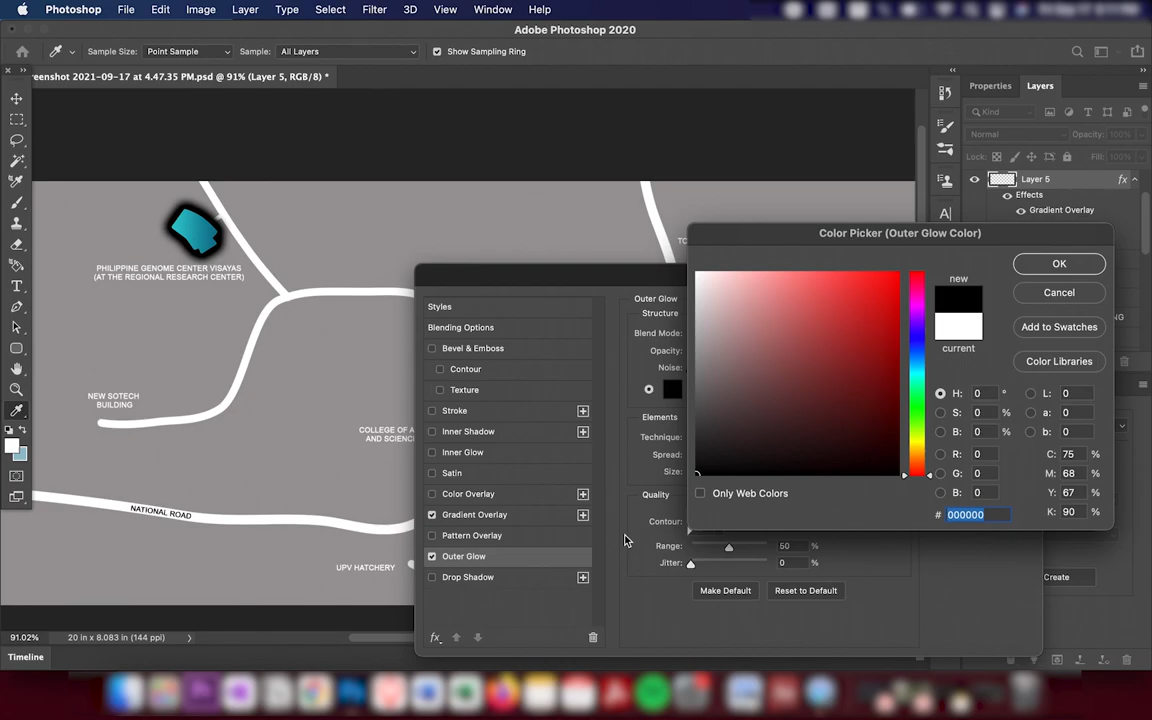 Photoshop File Edit Image Layer Type Select Filter 3D View Window Help
Adobe Photoshop 2020
Sample Size: Point Sample Sample: All Layers Show Sampling Ring
reenshot 2021-09-17 at 4.47.35 PM.psd @ 91% (Layer 5, RGB/8) *
Properties Layers
Kind
Normal Opacity: 100%
Lock: Fill: 100%
Layer 5 fx
Effects
Gradient Overlay
PHILIPPINE GENOME CENTER VISAYAS
(AT THE REGIONAL RESEARCH CENTER)
NEW SOTECH
BUILDING
COLLEGE OF A
AND SCIENC
NATIONAL ROAD
UPV HATCHERY
TO
Styles
Blending Options
Bevel & Emboss
Contour
Texture
Stroke
Inner Shadow
Inner Glow
Satin
Color Overlay
Gradient Overlay
Pattern Overlay
Outer Glow
Drop Shadow
fx
Outer Glow
Structure
Blend Mode:
Opacity:
Noise:
Elements
Technique:
Spread:
Size:
Quality
Contour:
Range: 50 %
Jitter: 0 %
Make Default Reset to Default
Color Picker (Outer Glow Color)
new
current
OK
Cancel
Add to Swatches
Color Libraries
H: 0 ° L: 0
S: 0 % a: 0
B: 0 % b: 0
R: 0 C: 75 %
G: 0 M: 68 %
B: 0 Y: 67 %
# 000000 K: 90 %
Only Web Colors
NG
Create
91.02% 20 in x 8.083 in (144 ppi)
Timeline